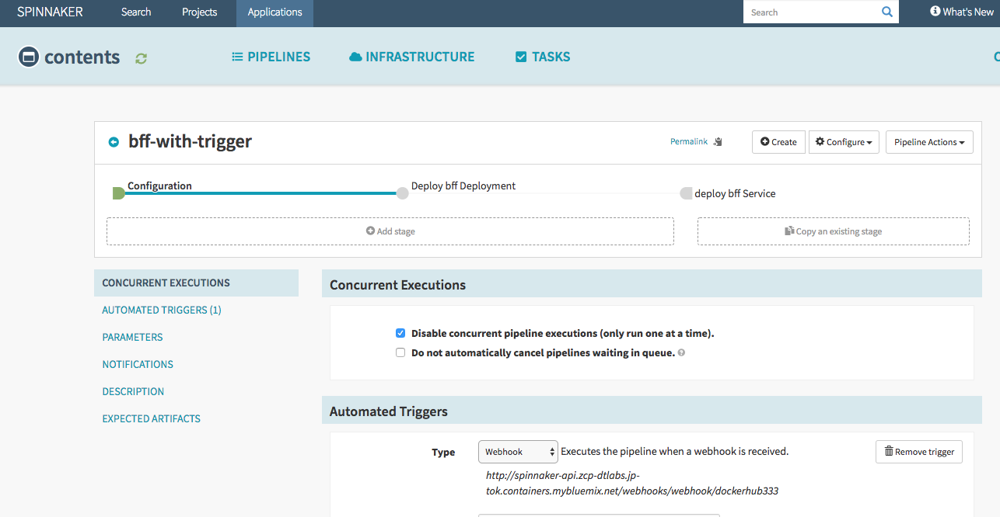 SPINNAKER Search Projects Applications Search What's New
contents PIPELINES INFRASTRUCTURE TASKS
bff-with-trigger Permalink Create Configure Pipeline Actions
Configuration Deploy bff Deployment deploy bff Service
Add stage Copy an existing stage
CONCURRENT EXECUTIONS
AUTOMATED TRIGGERS (1)
PARAMETERS
NOTIFICATIONS
DESCRIPTION
EXPECTED ARTIFACTS
Concurrent Executions
Disable concurrent pipeline executions (only run one at a time).
Do not automatically cancel pipelines waiting in queue.
Automated Triggers
Type Webhook Executes the pipeline when a webhook is received. Remove trigger
http://spinnaker-api.zcp-dtlabs.jp-
tok.containers.mybluemix.net/webhooks/webhook/dockerhub333